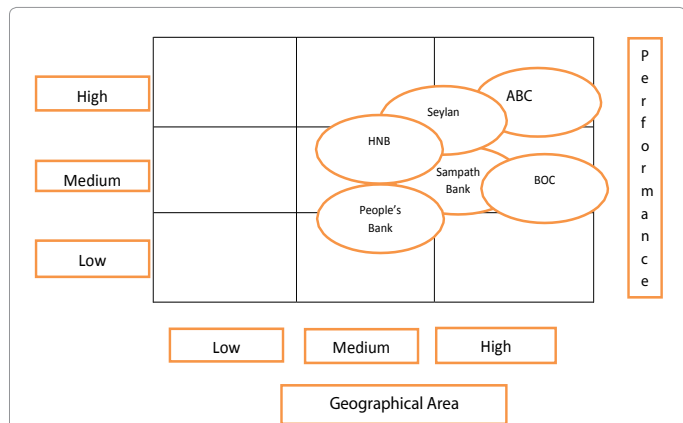 High
Medium
Low
Seylan
ABC
HNB
Sampath
Bank
BOC
People's
Bank
P
e
r
f
o
r
m
a
n
c
e
Low
Medium
High
Geographical Area